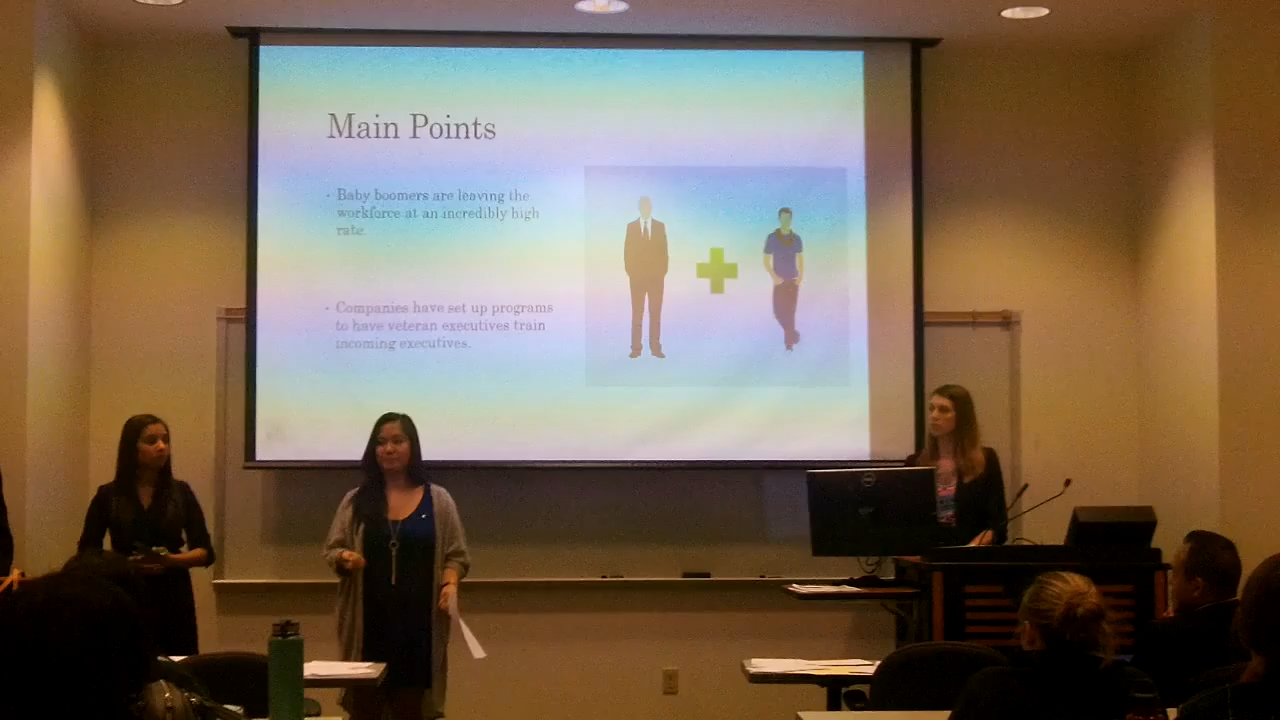 Main Points
- Baby boomers are leaving the
workforce at an incredibly high
rate.
- Companies have set up programs
to have veteran executives train
incoming executives.
DELL